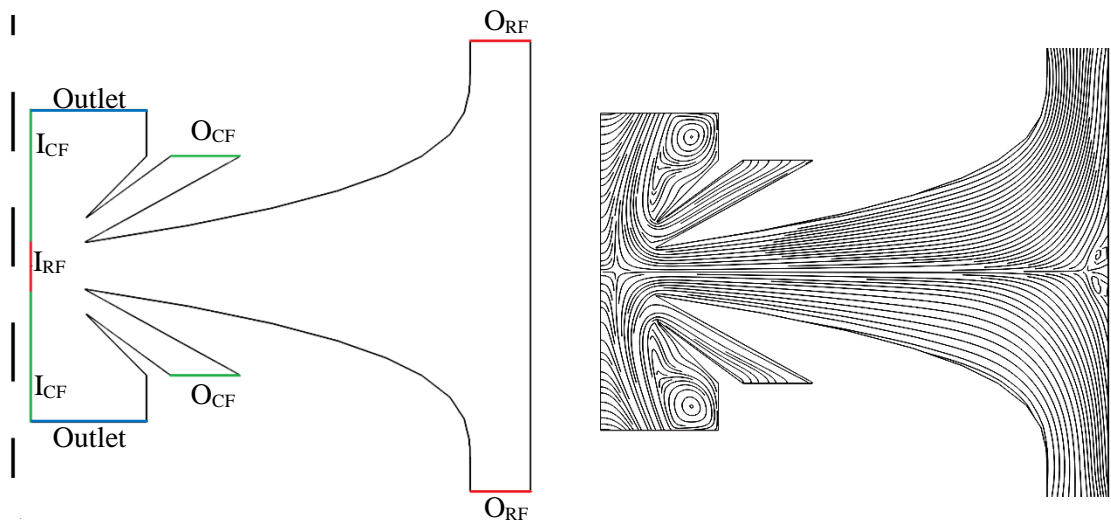 O_RF
Outlet
I_CF
O_CF
I_RF
I_CF
O_CF
Outlet
O_RF